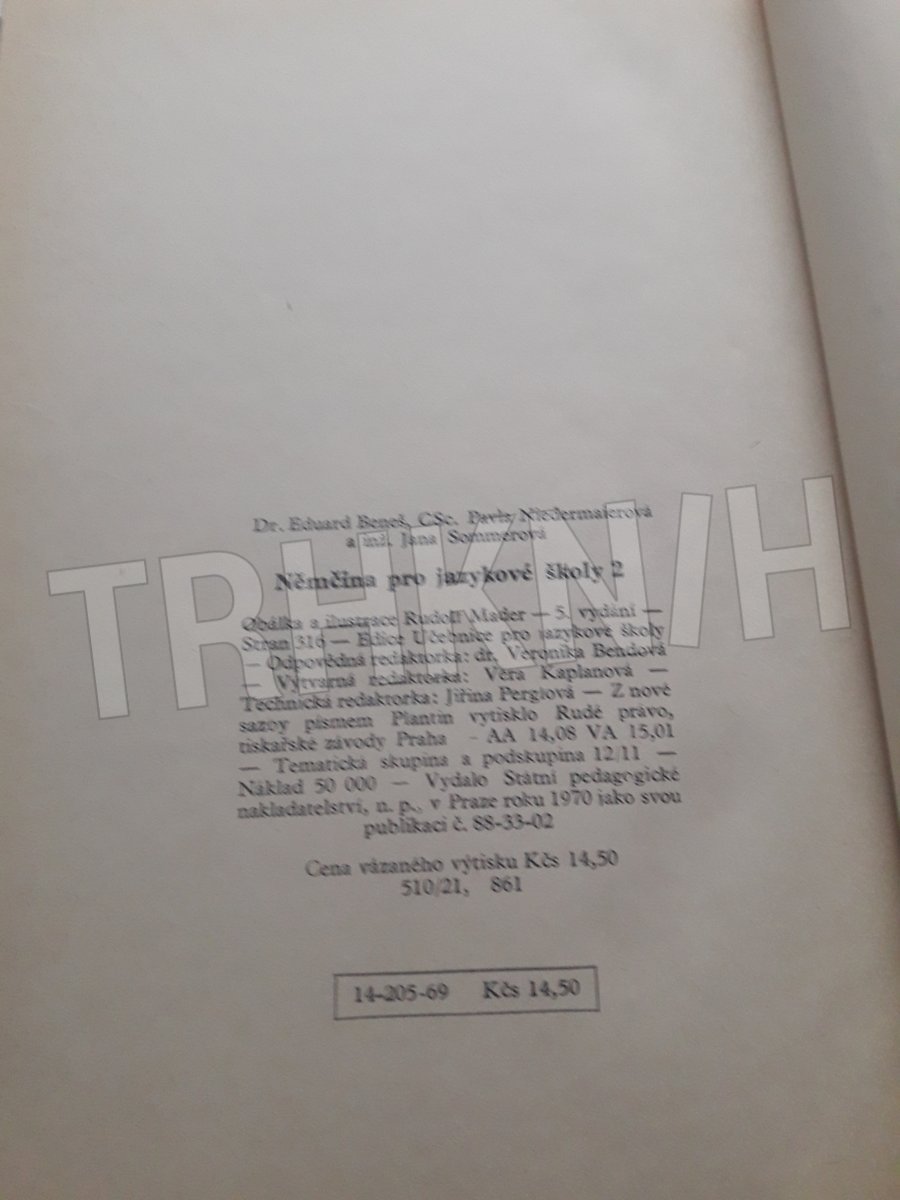 Dr. Eduard Beneš, CSc. Pavla Niedermaierová
a inž. Jana Sommerová
Němčina pro jazykové školy 2
Obálka a ilustrace Rudolf Mader — 5. vydání —
Stran 316 — Edice Učebnice pro jazykové školy
— Odpovědná redaktorka: dr. Veronika Bendová
— Výtvarná redaktorka: Věra Kaplanová —
Technická redaktorka: Jiřina Perglová — Z nové
sazby písmem Plantin vytisklo Rudé právo,
tiskařské závody Praha - AA 14,08 VA 15,01
— Tematická skupina a podskupina 12/11 —
Náklad 50 000 — Vydalo Státní pedagogické
nakladatelství, n. p., v Praze roku 1970 jako svou
publikaci č. 88-33-02
Cena vázaného výtisku Kčs 14,50
510/21, 861
14-205-69 Kčs 14,50
TRHKN/H